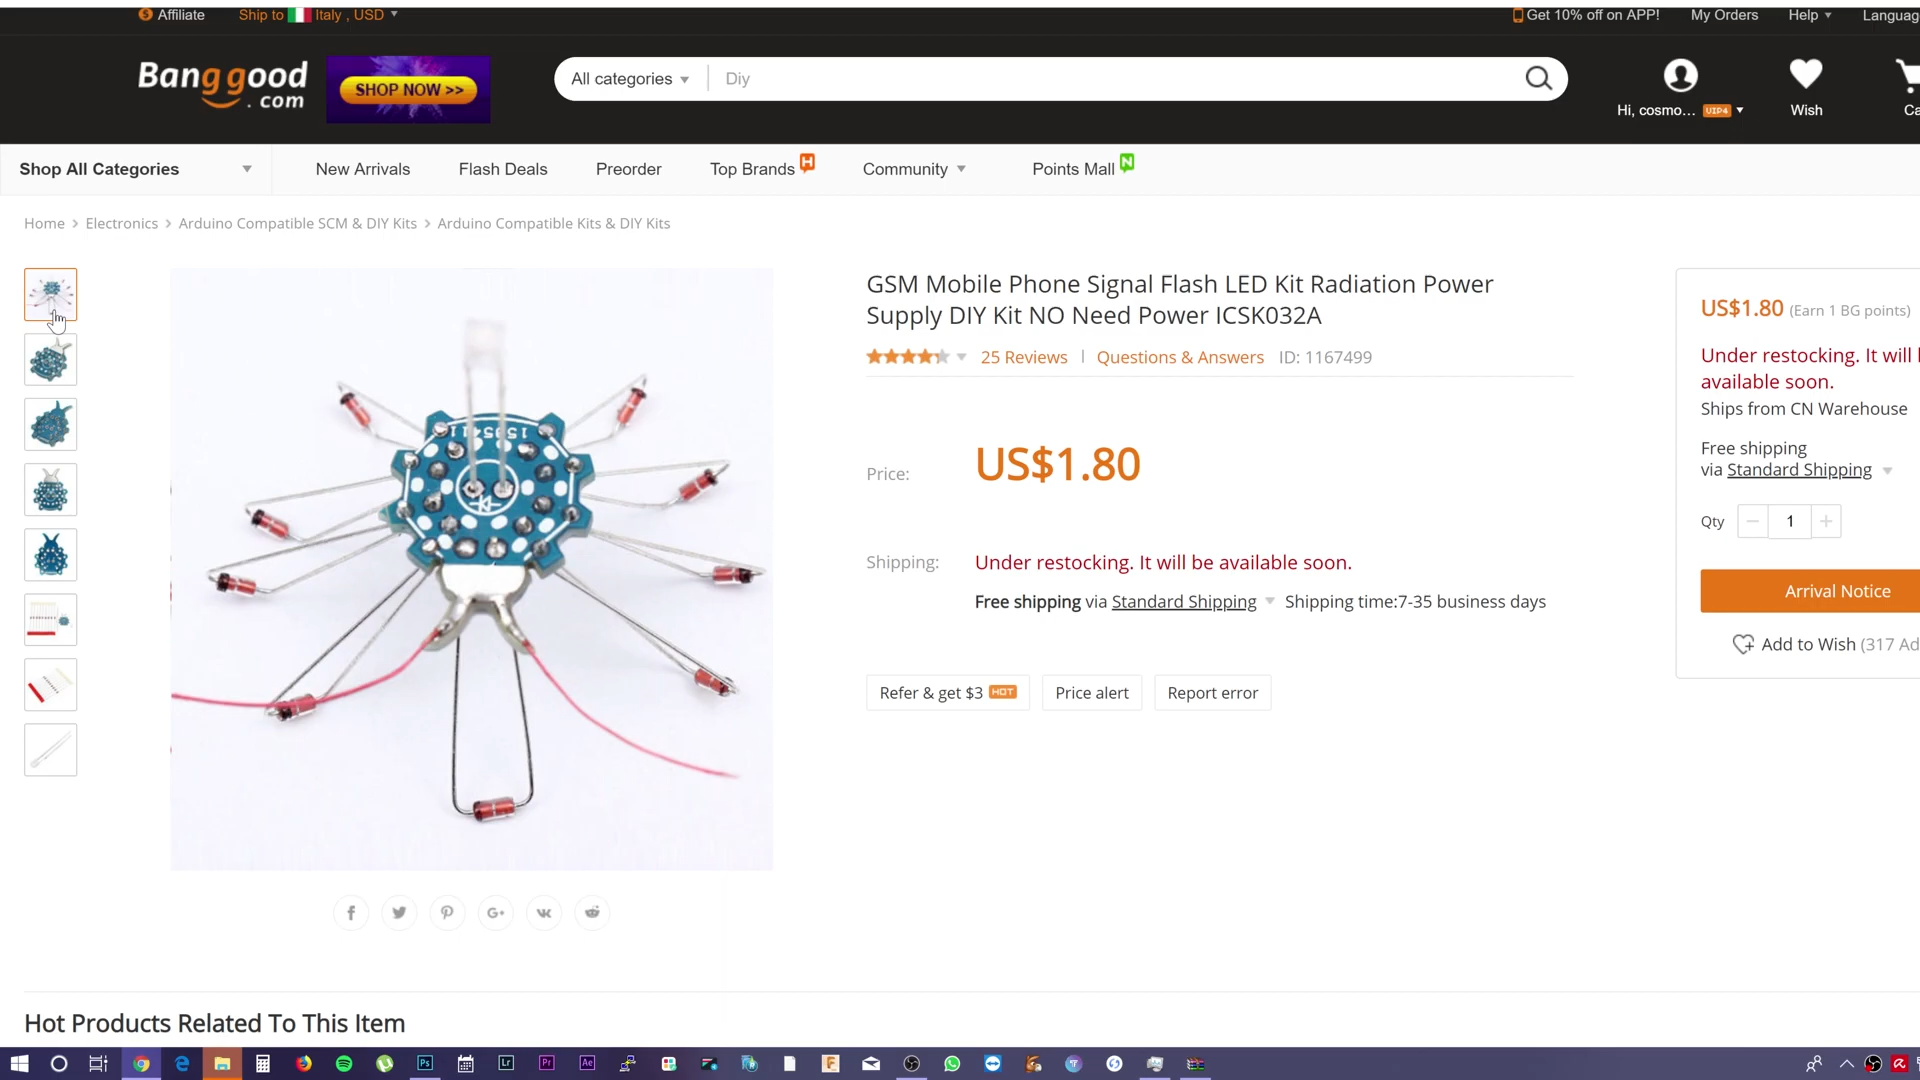 Affiliate
Ship to Italy , USD
Get 10% off on APP!
My Orders
Help
Languag
Banggood
.com
SHOP NOW >>
All categories
Diy
Hi, cosmo...
VIP4
Wish
Ca
Shop All Categories
New Arrivals
Flash Deals
Preorder
Top Brands
H
Community
Points Mall
N
Home > Electronics > Arduino Compatible SCM & DIY Kits > Arduino Compatible Kits & DIY Kits
GSM Mobile Phone Signal Flash LED Kit Radiation Power
Supply DIY Kit NO Need Power ICSK032A
25 Reviews | Questions & Answers ID: 1167499
Price: US$1.80
Shipping: Under restocking. It will be available soon.
Free shipping via Standard Shipping Shipping time:7-35 business days
Refer & get $3 HOT
Price alert
Report error
US$1.80 (Earn 1 BG points)
Under restocking. It will
available soon.
Ships from CN Warehouse
Free shipping
via Standard Shipping
Qty − 1 +
Arrival Notice
Add to Wish (317 Ad
Hot Products Related To This Item
Ps
Lr
Pr
Ae